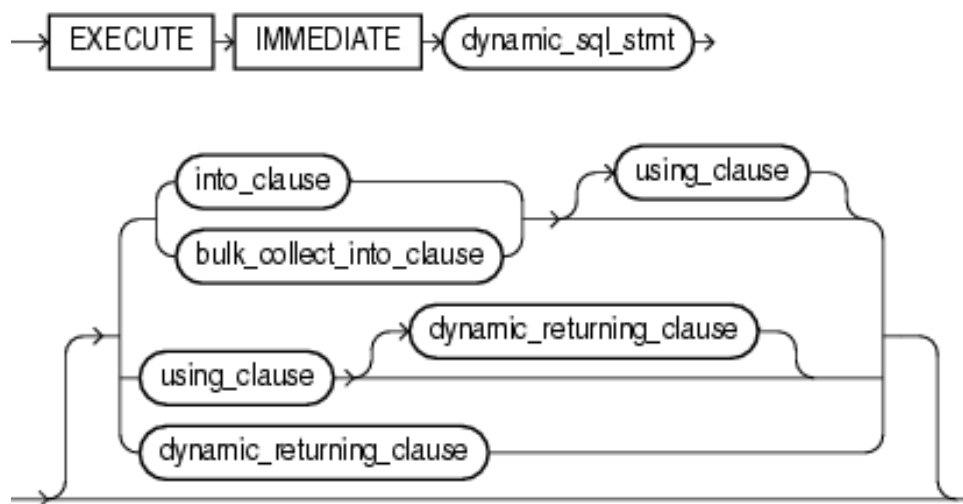 EXECUTE IMMEDIATE dynamic_sql_stmt
into_clause using_clause
bulk_collect_into_clause
dynamic_returning_clause
using_clause
dynamic_returning_clause